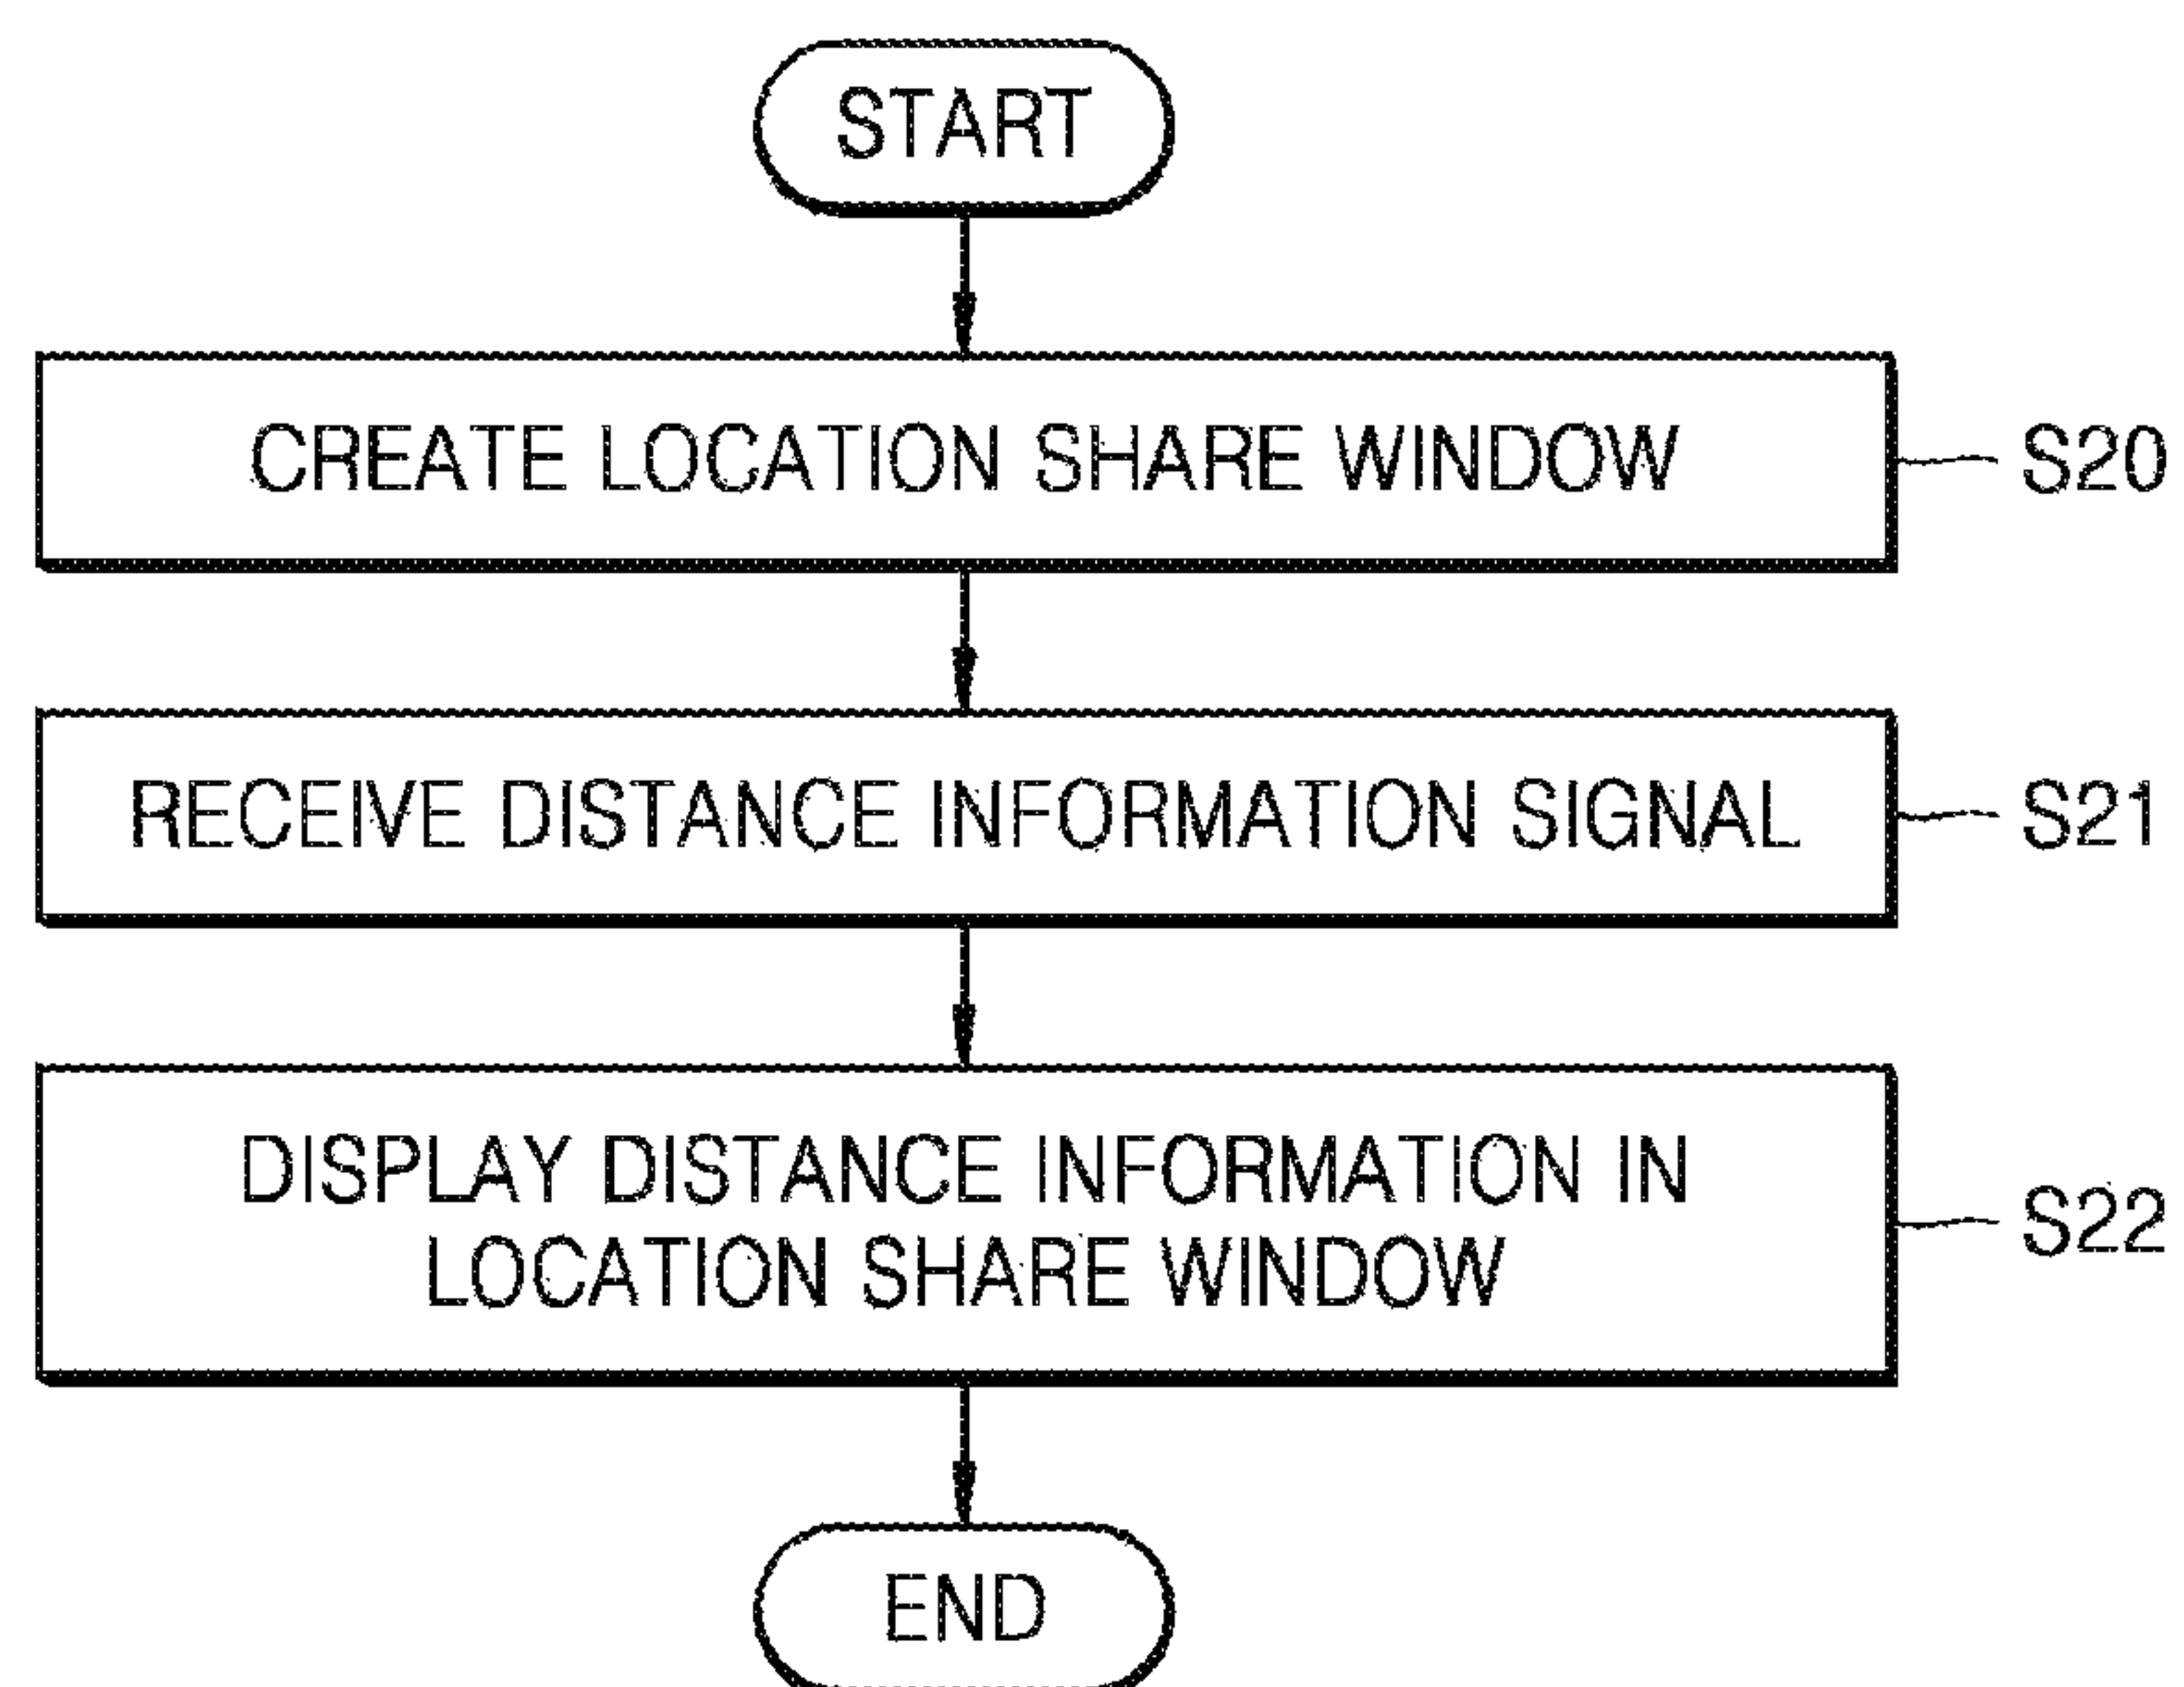 START
CREATE LOCATION SHARE WINDOW
S20
RECEIVE DISTANCE INFORMATION SIGNAL
S21
DISPLAY DISTANCE INFORMATION IN
LOCATION SHARE WINDOW
S22
END